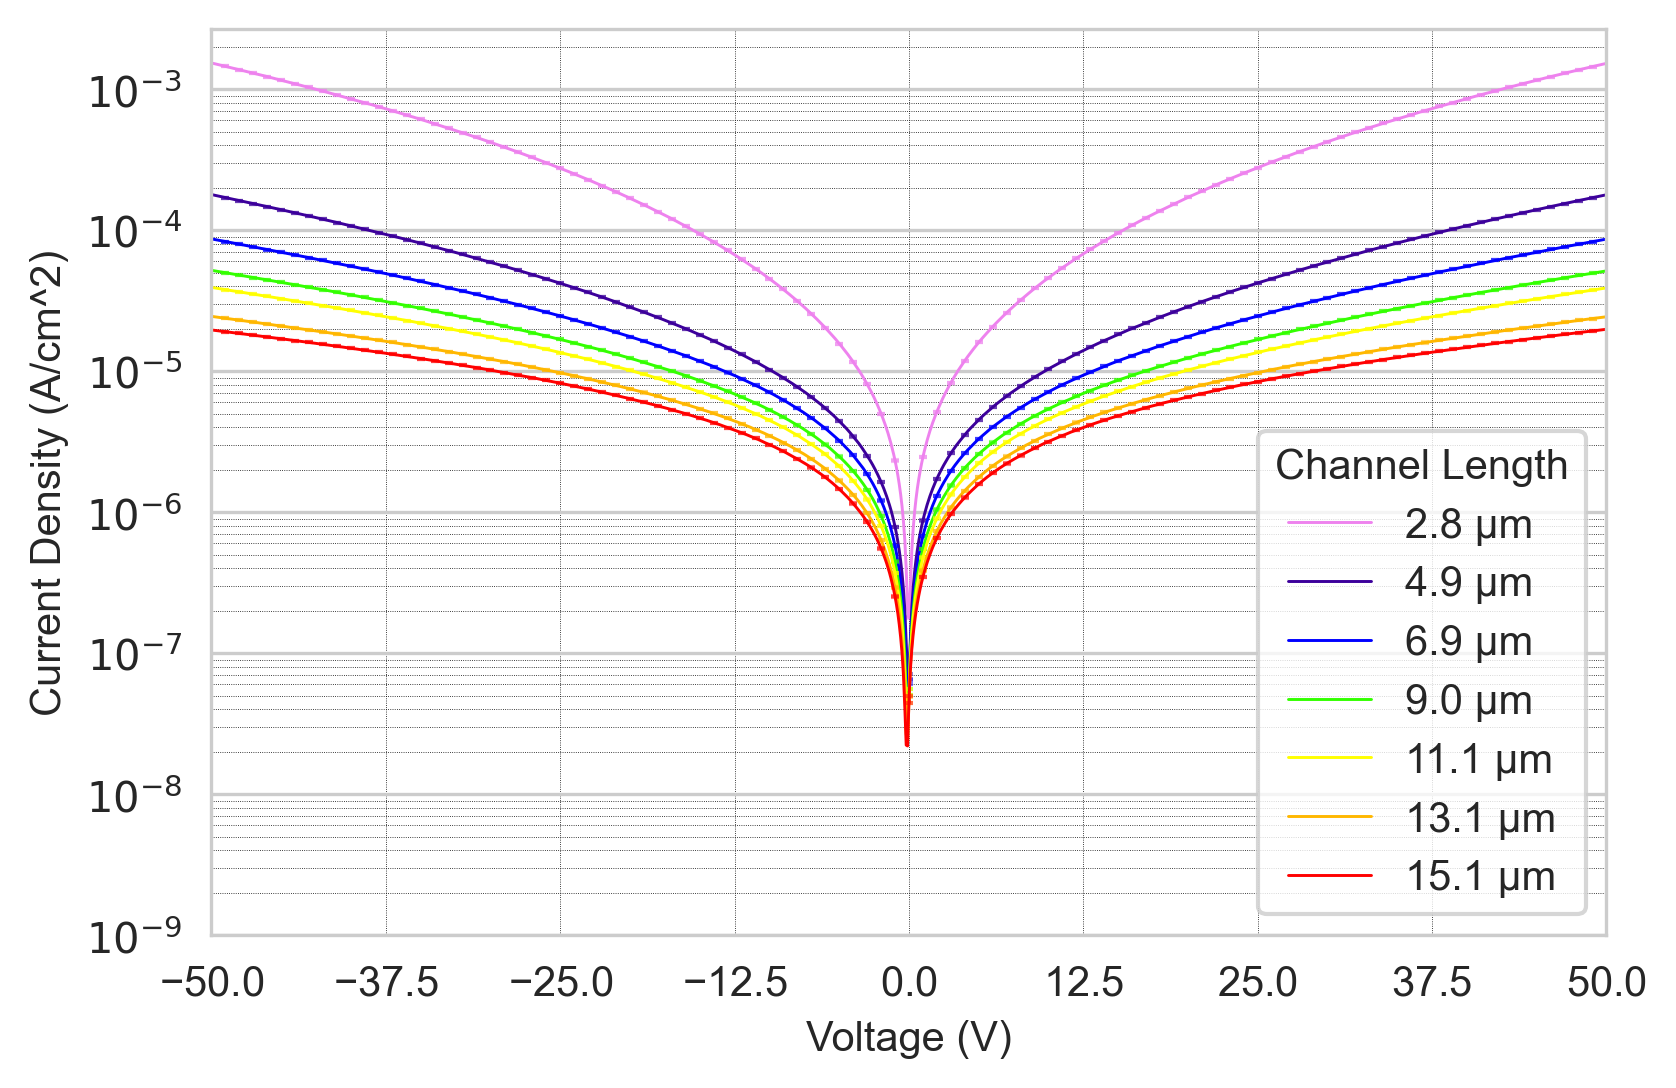 Current Density (A/cm^2)
10⁻³
10⁻⁴
10⁻⁵
10⁻⁶
10⁻⁷
10⁻⁸
10⁻⁹
−50.0 −37.5 −25.0 −12.5 0.0 12.5 25.0 37.5 50.0
Voltage (V)
Channel Length
2.8 μm
4.9 μm
6.9 μm
9.0 μm
11.1 μm
13.1 μm
15.1 μm